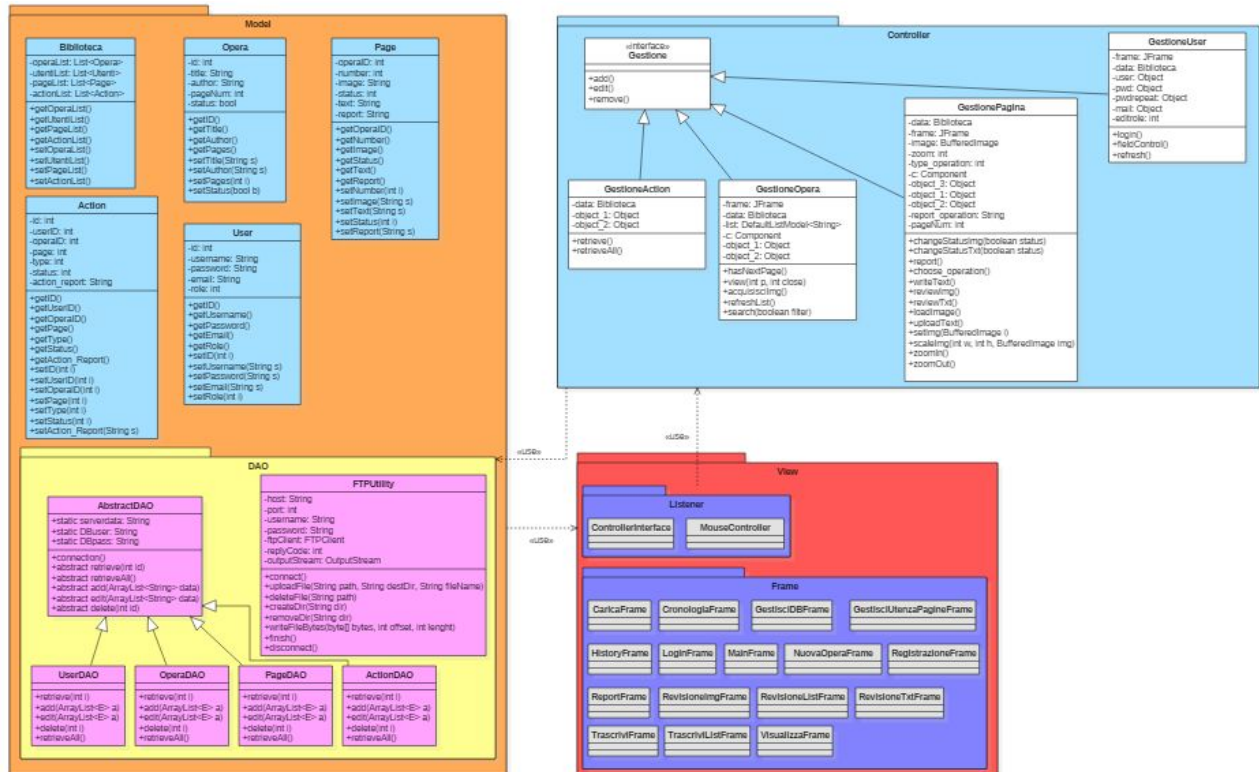 Model
Biblioteca
-operaList: List<Opera>
-utentiList: List<Utenti>
-pageList: List<Page>
-actionList: List<Action>
+getOperaList()
+getUtentiList()
+getPageList()
+getActionList()
+setOperaList()
+setUtentiList()
+setPageList()
+setActionList()
Opera
-id: int
-title: String
-author: String
-pageNum: int
-status: bool
+getID()
+getTitle()
+getAuthor()
+getPages()
+setTitle(String s)
+setAuthor(String s)
+setPages(int i)
+setStatus(bool b)
Page
-operaID: int
-number: int
-image: String
-status: int
-text: String
-report: String
+getOperaID()
+getNumber()
+getImage()
+getStatus()
+getText()
+getReport()
+setNumber(int i)
+setImage(String s)
+setText(String s)
+setStatus(int i)
+setReport(String s)
Action
-id: int
-userID: int
-operaID: int
-page: int
-type: int
-status: int
-action_report: String
+getID()
+getUserID()
+getOperaID()
+getPage()
+getType()
+getStatus()
+getAction_Report()
+setID(int i)
+setUserID(int i)
+setOperaID(int i)
+setPage(int i)
+setType(int i)
+setStatus(int i)
+setAction_Report(String s)
User
-id: int
-username: String
-password: String
-email: String
-role: int
+getID()
+getUsername()
+getPassword()
+getEmail()
+getRole()
+setID(int i)
+setUsername(String s)
+setPassword(String s)
+setEmail(String s)
+setRole(int i)
DAO
AbstractDAO
+static serverdata: String
+static DBuser: String
+static DBpass: String
+connection()
+abstract retrieve(int id)
+abstract retrieveAll()
+abstract add(ArrayList<String> data)
+abstract edit(ArrayList<String> data)
+abstract delete(int id)
FTPUtility
-host: String
-port: int
-username: String
-password: String
-ftpClient: FTPClient
-replyCode: int
-outputStream: OutputStream
+connect()
+uploadFile(String path, String destDir, String fileName)
+deleteFile(String path)
+createDir(String dir)
+removeDir(String dir)
+writeFileBytes(byte[] bytes, int offset, int lenght)
+finish()
+disconnect()
UserDAO
+retrieve(int i)
+add(ArrayList<E> a)
+edit(ArrayList<E> a)
+delete(int i)
+retrieveAll()
OperaDAO
+retrieve(int i)
+add(ArrayList<E> a)
+edit(ArrayList<E> a)
+delete(int i)
+retrieveAll()
PageDAO
+retrieve(int i)
+add(ArrayList<E> a)
+edit(ArrayList<E> a)
+delete(int i)
+retrieveAll()
ActionDAO
+retrieve(int i)
+add(ArrayList<E> a)
+edit(ArrayList<E> a)
+delete(int i)
+retrieveAll()
Controller
«interface»
Gestione
+add()
+edit()
+remove()
GestioneUser
-frame: JFrame
-data: Biblioteca
-user: Object
-pwd: Object
-pwdrepeat: Object
-mail: Object
-editrole: int
+login()
+fieldControl()
+refresh()
GestionePagina
-data: Biblioteca
-frame: JFrame
-image: BufferedImage
-zoom: int
-type_operation: int
-c: Component
-object_3: Object
-object_1: Object
-object_2: Object
-report_operation: String
-pageNum: int
+changeStatusImg(boolean status)
+changeStatusTxt(boolean status)
+report()
+choose_operation()
+writeText()
+reviewImg()
+reviewTxt()
+loadImage()
+uploadText()
+setImg(BufferedImage i)
+scaleImg(int w, int h, BufferedImage img)
+zoomIn()
+zoomOut()
GestioneAction
-data: Biblioteca
-object_1: Object
-object_2: Object
+retrieve()
+retrieveAll()
GestioneOpera
-frame: JFrame
-data: Biblioteca
-list: DefaultListModel<String>
-c: Component
-object_1: Object
-object_2: Object
+hasNextPage()
+view(int p, int close)
+acquisisciImg()
+refreshList()
+search(boolean filter)
«use»
«use»
«use»
View
Listener
ControllerInterface
MouseController
Frame
CaricaFrame
CronologiaFrame
GestisciDBFrame
GestisciUtenzaPagineFrame
HistoryFrame
LoginFrame
MainFrame
NuovaOperaFrame
RegistrazioneFrame
ReportFrame
RevisioneImgFrame
RevisioneListFrame
RevisioneTxtFrame
TrascriviFrame
TrascriviListFrame
VisualizzaFrame